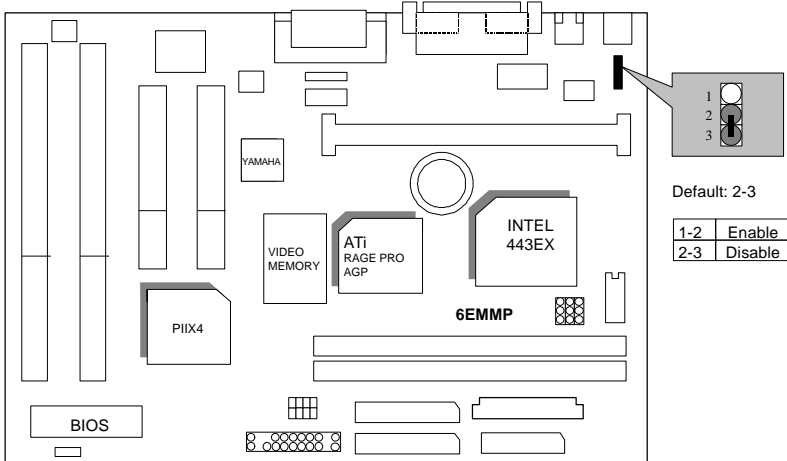 1
2
3
YAMAHA
Default: 2-3
1-2 Enable
2-3 Disable
VIDEO
MEMORY
ATi
RAGE PRO
AGP
INTEL
443EX
PIIX4
6EMMP
BIOS